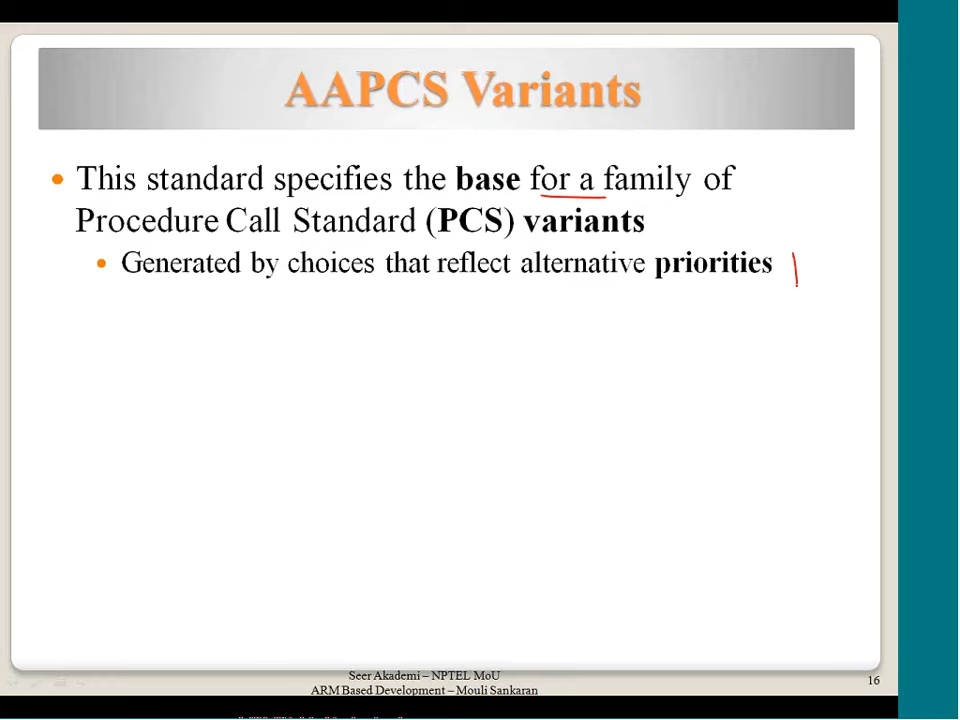 AAPCS Variants
This standard specifies the base for a family of
Procedure Call Standard (PCS) variants
Generated by choices that reflect alternative priorities
Seer Akademi – NPTEL MoU
ARM Based Development – Mouli Sankaran
16